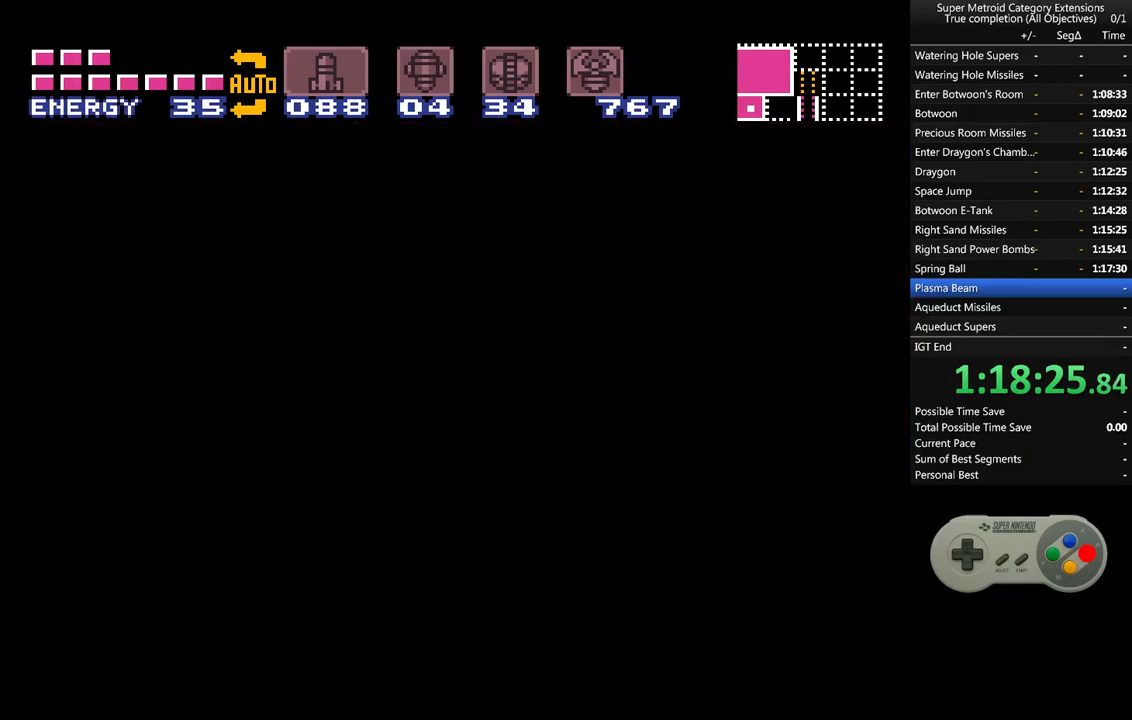 Super Metroid Category Extensions
True completion (All Objectives) 0/1
+/- SegΔ Time
Watering Hole Supers - - -
Watering Hole Missiles - - -
Enter Botwoon's Room - - 1:08:33
Botwoon - - 1:09:02
Precious Room Missiles - - 1:10:31
Enter Draygon's Chamb... - - 1:10:46
Draygon - - 1:12:25
Space Jump - - 1:12:32
Botwoon E-Tank - - 1:14:28
Right Sand Missiles - - 1:15:25
Right Sand Power Bombs - - 1:15:41
Spring Ball - - 1:17:30
Plasma Beam -
Aqueduct Missiles -
Aqueduct Supers -
IGT End -
1:18:25.84
Possible Time Save -
Total Possible Time Save 0.00
Current Pace -
Sum of Best Segments -
Personal Best -
AUTO
ENERGY 35 088 04 34 767
SUPER NINTENDO
SELECT START